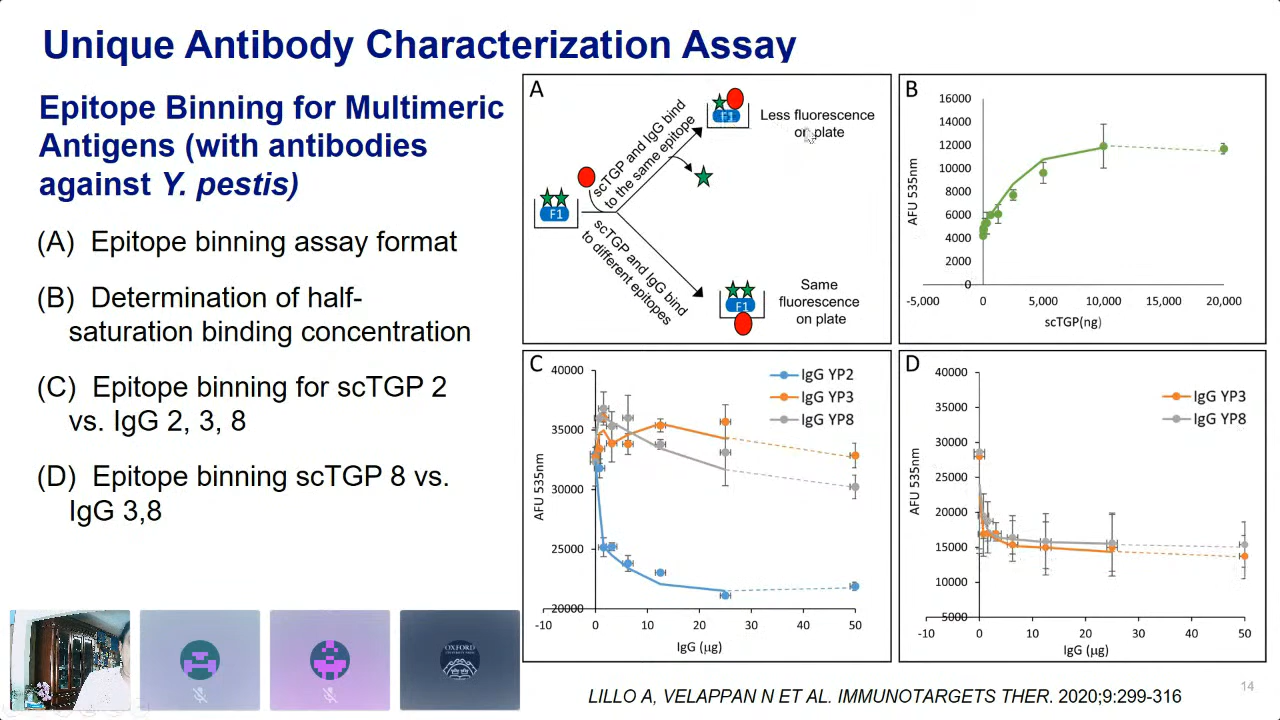 Unique Antibody Characterization Assay
Epitope Binning for Multimeric
Antigens (with antibodies
against Y. pestis)
(A) Epitope binning assay format
(B) Determination of half-
saturation binding concentration
(C) Epitope binning for scTGP 2
vs. IgG 2, 3, 8
(D) Epitope binning scTGP 8 vs.
IgG 3,8
A
scTGP and IgG bind
to the same epitope
F1
Less fluorescence
on plate
F1
scTGP and IgG bind
to different epitopes
F1
Same
fluorescence
on plate
B
16000
14000
12000
10000
8000
6000
4000
2000
0
AFU 535nm
-5,000 0 5,000 10,000 15,000 20,000
scTGP(ng)
C
40000
35000
30000
25000
20000
AFU 535nm
IgG YP2
IgG YP3
IgG YP8
-10 0 10 20 30 40 50
IgG (µg)
D
40000
35000
30000
25000
20000
15000
10000
5000
AFU 535nm
IgG YP3
IgG YP8
-10 0 10 20 30 40 50
IgG (µg)
OXFORD
LILLO A, VELAPPAN N ET AL. IMMUNOTARGETS THER. 2020;9:299-316
14